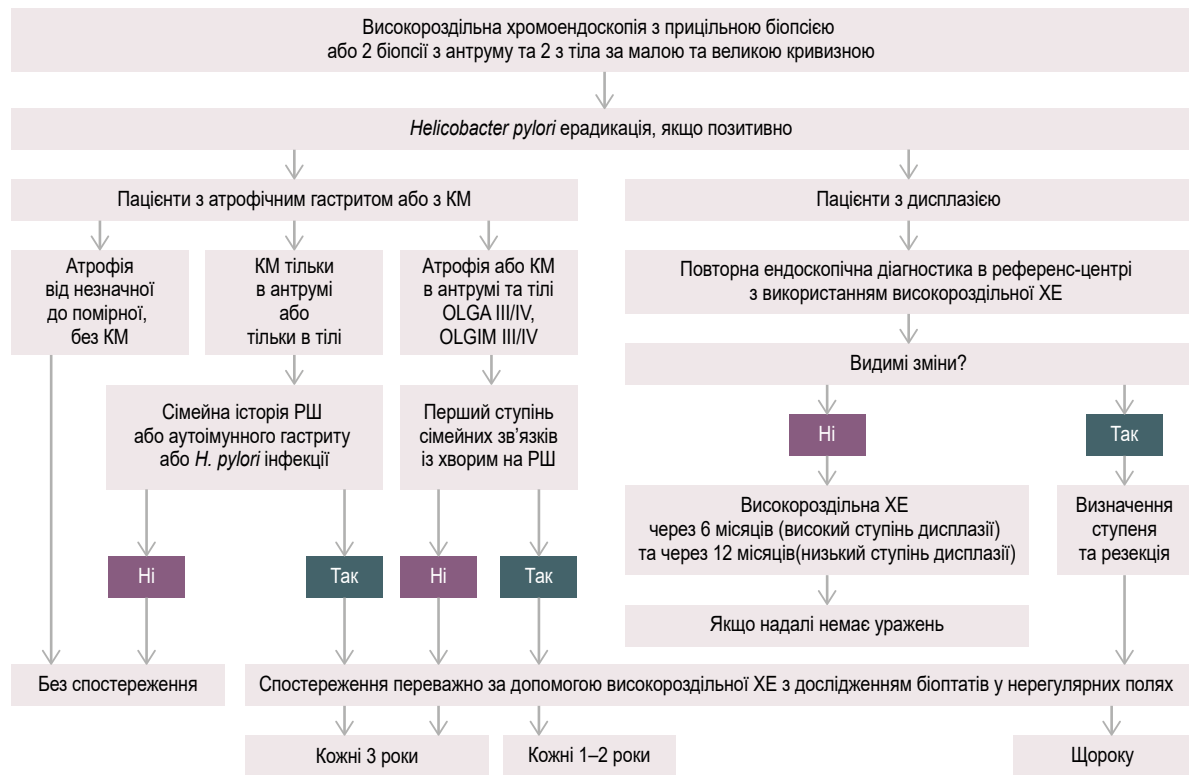 Високороздільна хромоендоскопія з прицільною біопсією
або 2 біопсії з антруму та 2 з тіла за малою та великою кривизною
Helicobacter pylori ерадикація, якщо позитивно
Пацієнти з атрофічним гастритом або з КМ
Пацієнти з дисплазією
Атрофія
від незначної
до помірної,
без КМ
КМ тільки
в антрумі
або
тільки в тілі
Атрофія або КМ
в антрумі та тілі
OLGA III/IV,
OLGIM III/IV
Повторна ендоскопічна діагностика в референс-центрі
з використанням високороздільної ХЕ
Видимі зміни?
Сімейна історія РШ
або аутоімунного гастриту
або H. pylori інфекції
Перший ступінь
сімейних зв’язків
із хворим на РШ
Ні
Так
Високороздільна ХЕ
через 6 місяців (високий ступінь дисплазії)
та через 12 місяців(низький ступінь дисплазії)
Визначення
ступеня
та резекція
Ні
Так
Ні
Так
Якщо надалі немає уражень
Без спостереження
Спостереження переважно за допомогою високороздільної ХЕ з дослідженням біоптатів у нерегулярних полях
Кожні 3 роки
Кожні 1–2 роки
Щороку